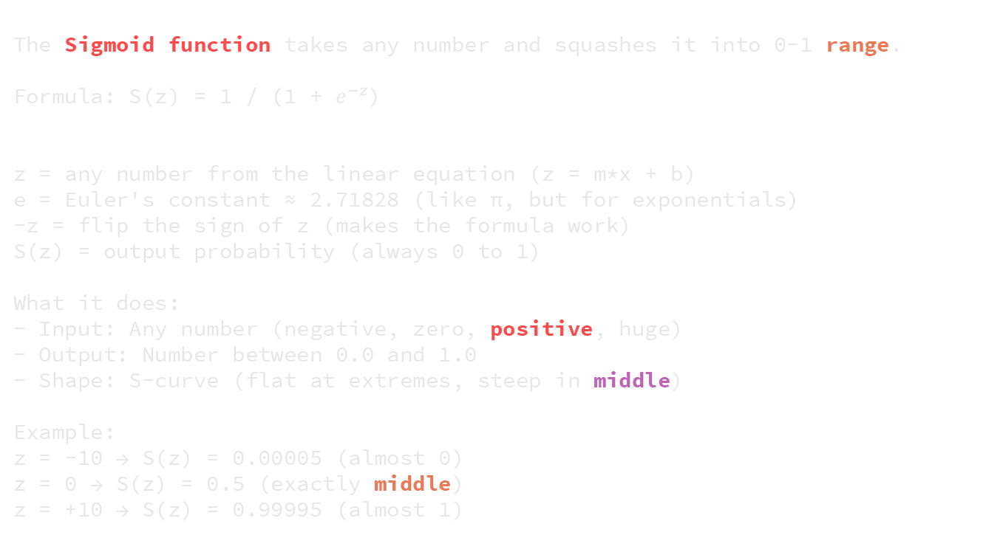 The Sigmoid function takes any number and squashes it into 0-1 range.
Formula: S(z) = 1 / (1 + e⁻ᶻ)
z = any number from the linear equation (z = m*x + b)
e = Euler's constant ≈ 2.71828 (like π, but for exponentials)
-z = flip the sign of z (makes the formula work)
S(z) = output probability (always 0 to 1)
What it does:
- Input: Any number (negative, zero, positive, huge)
- Output: Number between 0.0 and 1.0
- Shape: S-curve (flat at extremes, steep in middle)
Example:
z = -10 → S(z) = 0.00005 (almost 0)
z = 0 → S(z) = 0.5 (exactly middle)
z = +10 → S(z) = 0.99995 (almost 1)